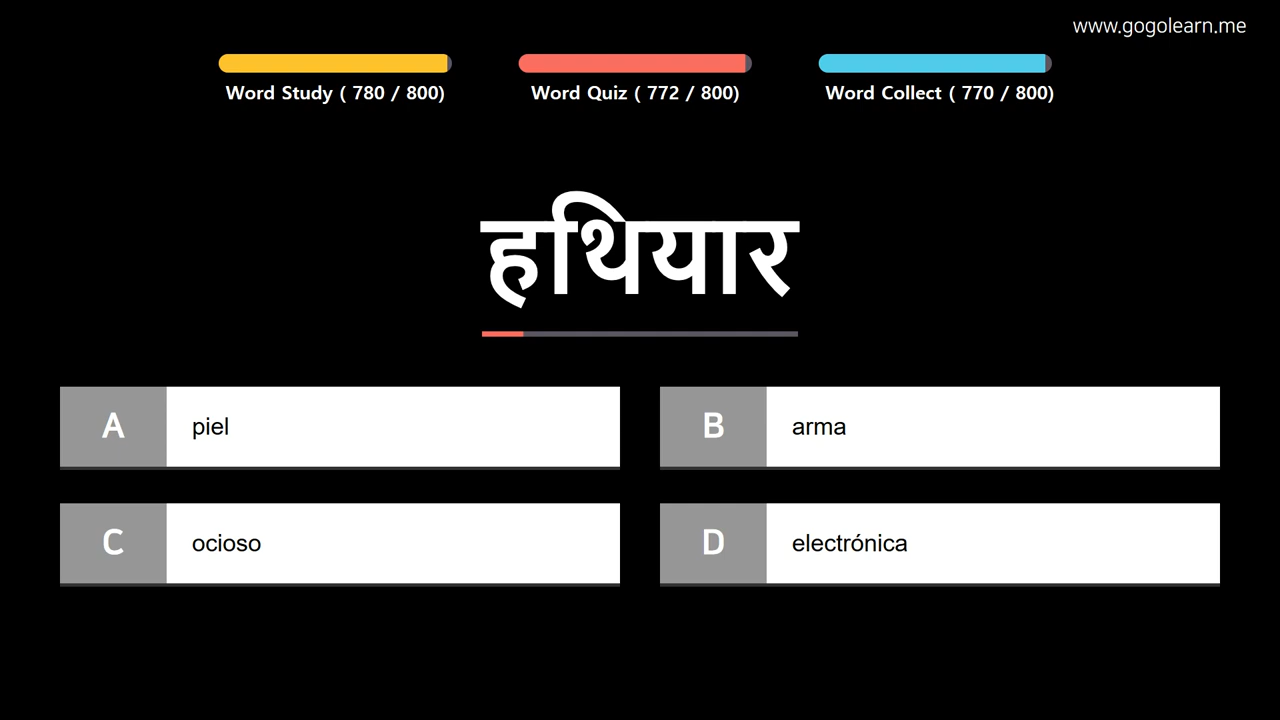 www.gogolearn.me
Word Study ( 780 / 800)
Word Quiz ( 772 / 800)
Word Collect ( 770 / 800)
हथियार
A piel
B arma
C ocioso
D electrónica